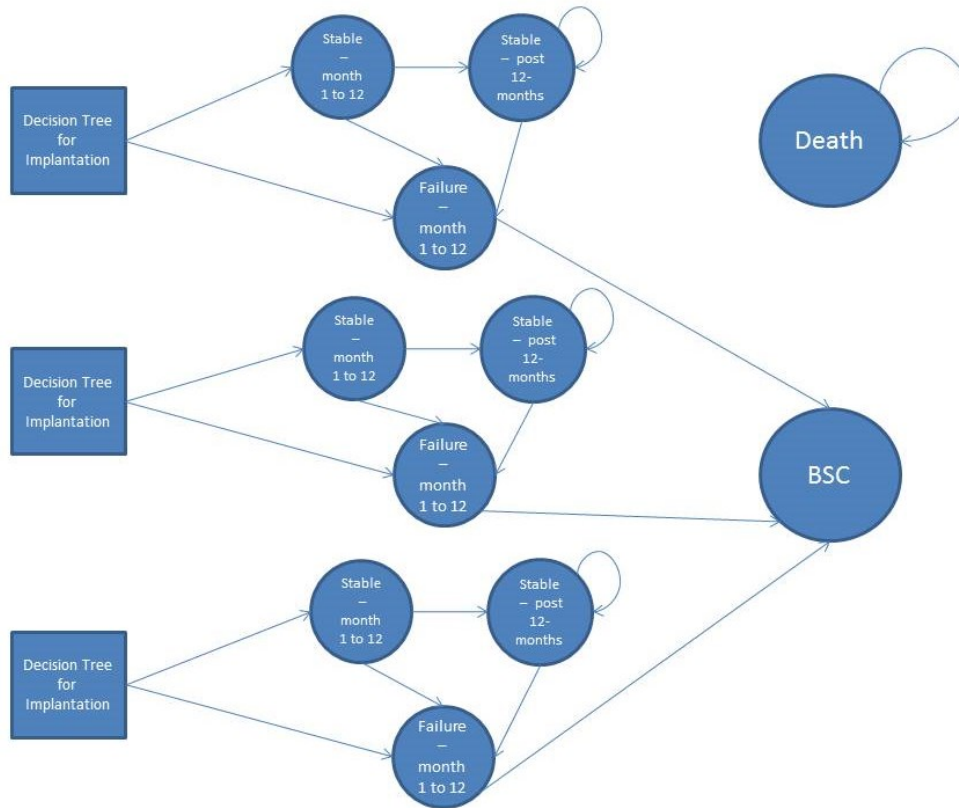 Stable
–
month
1 to 12
Stable
– post
12-
months
Decision Tree
for
Implantation
Death
Failure
–
month
1 to 12
Stable
–
month
1 to 12
Stable
– post
12-
months
Decision Tree
for
Implantation
Failure
–
month
1 to 12
BSC
Stable
–
month
1 to 12
Stable
– post
12-
months
Decision Tree
for
Implantation
Failure
–
month
1 to 12